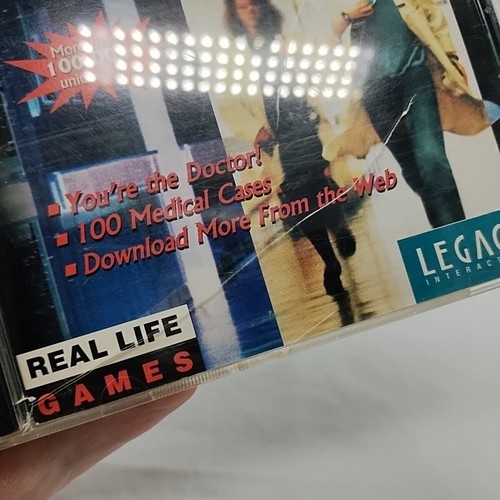 You're the Doctor!
100 Medical Cases
Download More From the Web
REAL LIFE
GAMES